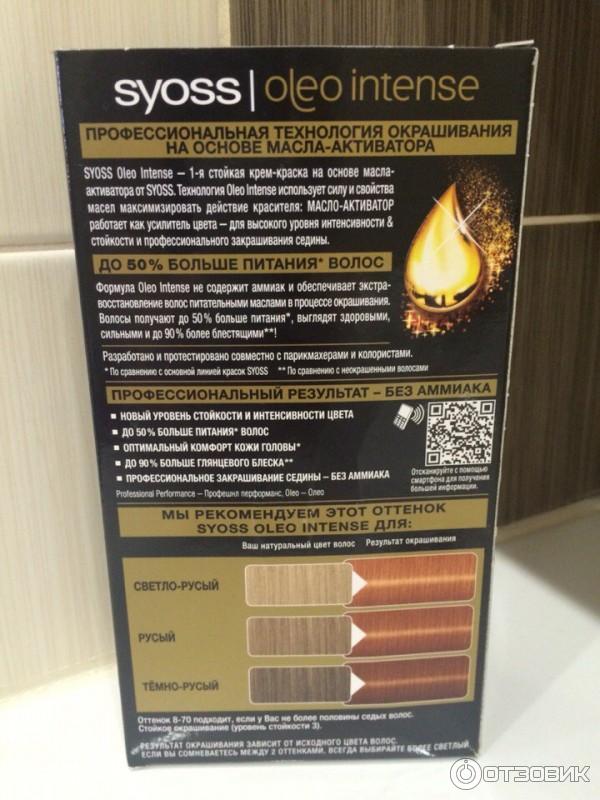 syoss | oleo intense
ПРОФЕССИОНАЛЬНАЯ ТЕХНОЛОГИЯ ОКРАШИВАНИЯ
НА ОСНОВЕ МАСЛА-АКТИВАТОРА
SYOSS Oleo Intense – 1-я стойкая крем-краска на основе масла-
активатора от SYOSS. Технология Oleo Intense использует силу и свойства
масел максимизировать действие красителя: МАСЛО-АКТИВАТОР
работает как усилитель цвета – для высокого уровня интенсивности &
стойкости и профессионального закрашивания седины.
ДО 50% БОЛЬШЕ ПИТАНИЯ* ВОЛОС
Формула Oleo Intense не содержит аммиак и обеспечивает экстра-
восстановление волос питательными маслами в процессе окрашивания.
Волосы получают до 50% больше питания*, выглядят здоровыми,
сильными и до 90% более блестящими**!
Разработано и протестировано совместно с парикмахерами и колористами.
* По сравнению с основной линией красок SYOSS ** По сравнению с неокрашенными волосами
ПРОФЕССИОНАЛЬНЫЙ РЕЗУЛЬТАТ – БЕЗ АММИАКА
■ НОВЫЙ УРОВЕНЬ СТОЙКОСТИ И ИНТЕНСИВНОСТИ ЦВЕТА
■ ДО 50% БОЛЬШЕ ПИТАНИЯ* ВОЛОС
■ ОПТИМАЛЬНЫЙ КОМФОРТ КОЖИ ГОЛОВЫ*
■ ДО 90% БОЛЬШЕ ГЛЯНЦЕВОГО БЛЕСКА**
■ ПРОФЕССИОНАЛЬНОЕ ЗАКРАШИВАНИЕ СЕДИНЫ – БЕЗ АММИАКА
Professional Performance – Профешнл перформанс, Oleo – Олео
Отсканируйте с помощью
смартфона для получения
большей информации.
МЫ РЕКОМЕНДУЕМ ЭТОТ ОТТЕНОК
SYOSS OLEO INTENSE ДЛЯ:
Ваш натуральный цвет волос Результат окрашивания
СВЕТЛО-РУСЫЙ
РУСЫЙ
ТЁМНО-РУСЫЙ
Оттенок 8-70 подходит, если у Вас не более половины седых волос.
Стойкое окрашивание (уровень стойкости 3).
РЕЗУЛЬТАТ ОКРАШИВАНИЯ ЗАВИСИТ ОТ ИСХОДНОГО ЦВЕТА ВОЛОС.
ЕСЛИ ВЫ СОМНЕВАЕТЕСЬ МЕЖДУ 2 ОТТЕНКАМИ, ВСЕГДА ВЫБИРАЙТЕ БОЛЕЕ СВЕТЛЫЙ
ОТЗОВИК